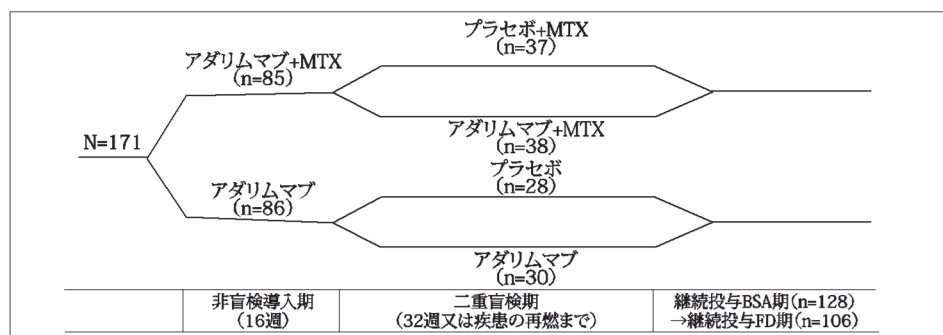 プラセボ+MTX
(n=37)
アダリムマブ+MTX
(n=85)
アダリムマブ+MTX
(n=38)
N=171
プラセボ
(n=28)
アダリムマブ
(n=86)
アダリムマブ
(n=30)
非盲検導入期
(16週)
二重盲検期
(32週又は疾患の再燃まで)
継続投与BSA期(n=128)
→継続投与FD期(n=106)